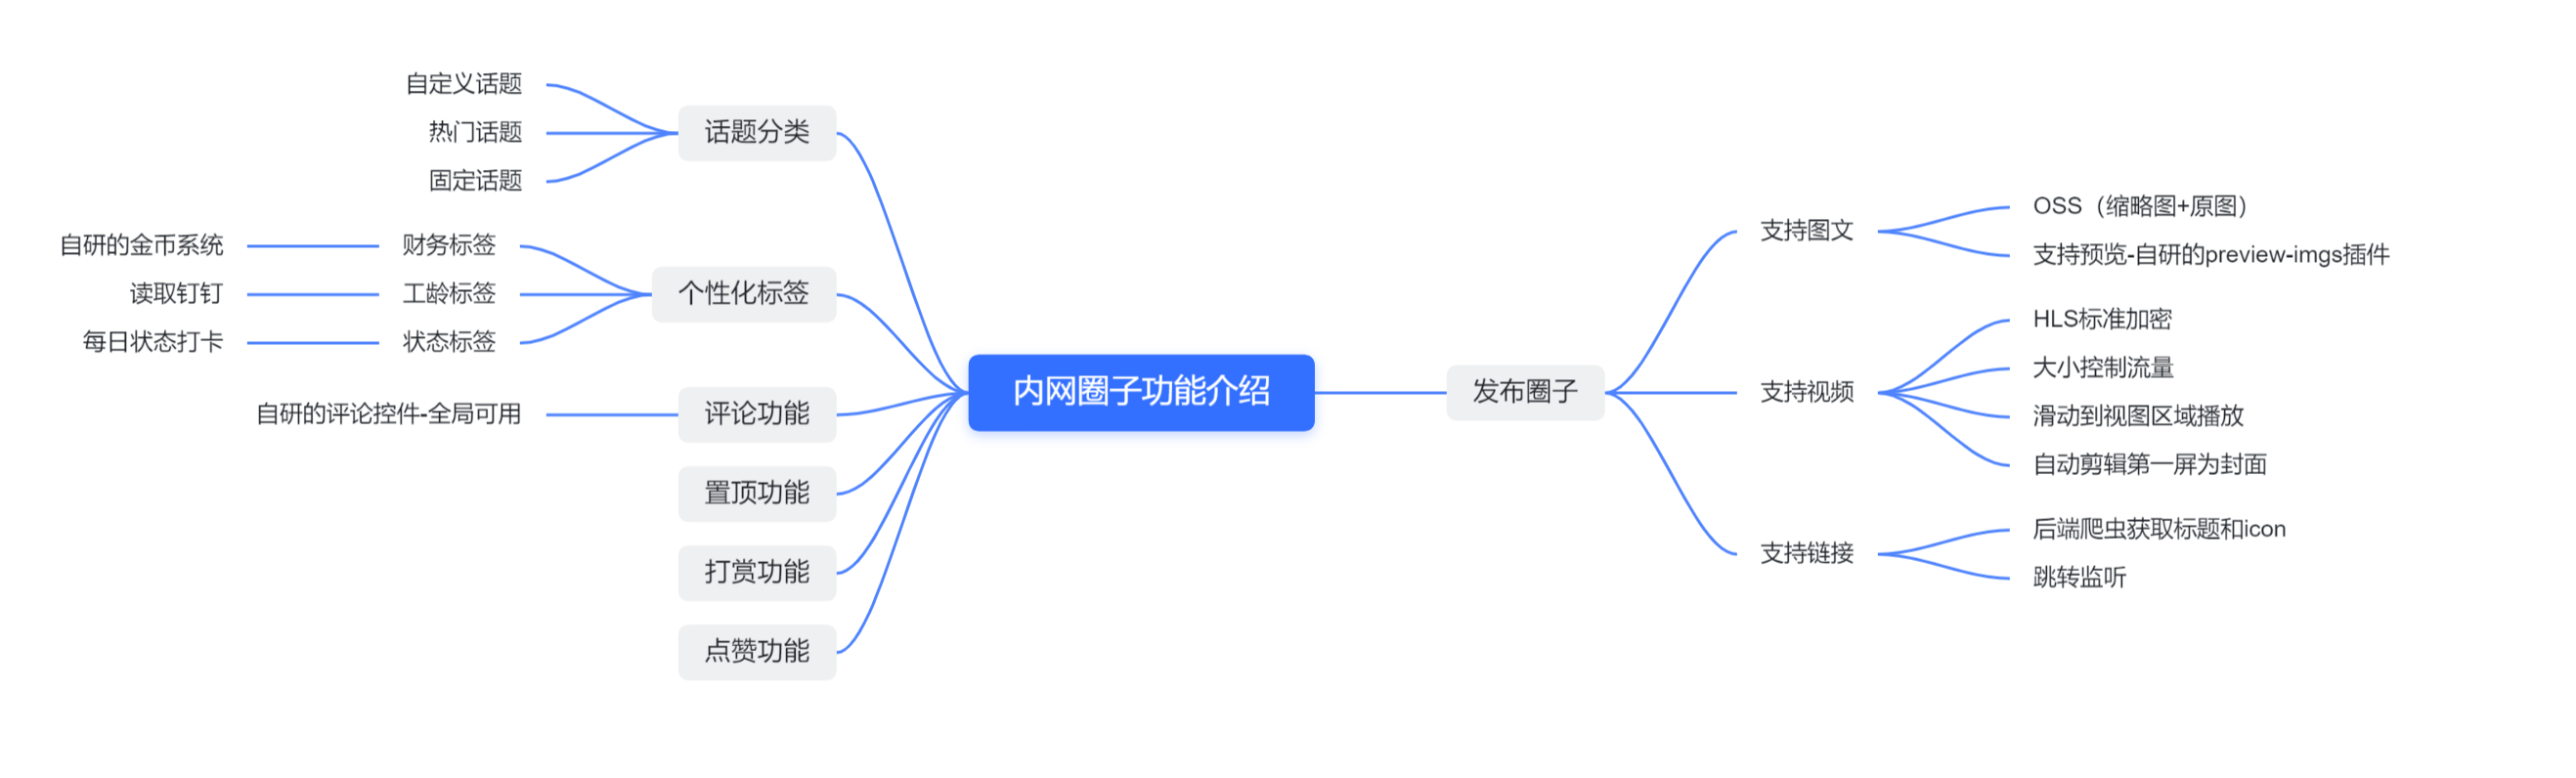 内网圈子功能介绍
话题分类
自定义话题
热门话题
固定话题
个性化标签
财务标签
自研的金币系统
工龄标签
读取钉钉
状态标签
每日状态打卡
评论功能
自研的评论控件-全局可用
置顶功能
打赏功能
点赞功能
发布圈子
支持图文
OSS（缩略图+原图）
支持预览-自研的preview-imgs插件
支持视频
HLS标准加密
大小控制流量
滑动到视图区域播放
自动剪辑第一屏为封面
支持链接
后端爬虫获取标题和icon
跳转监听